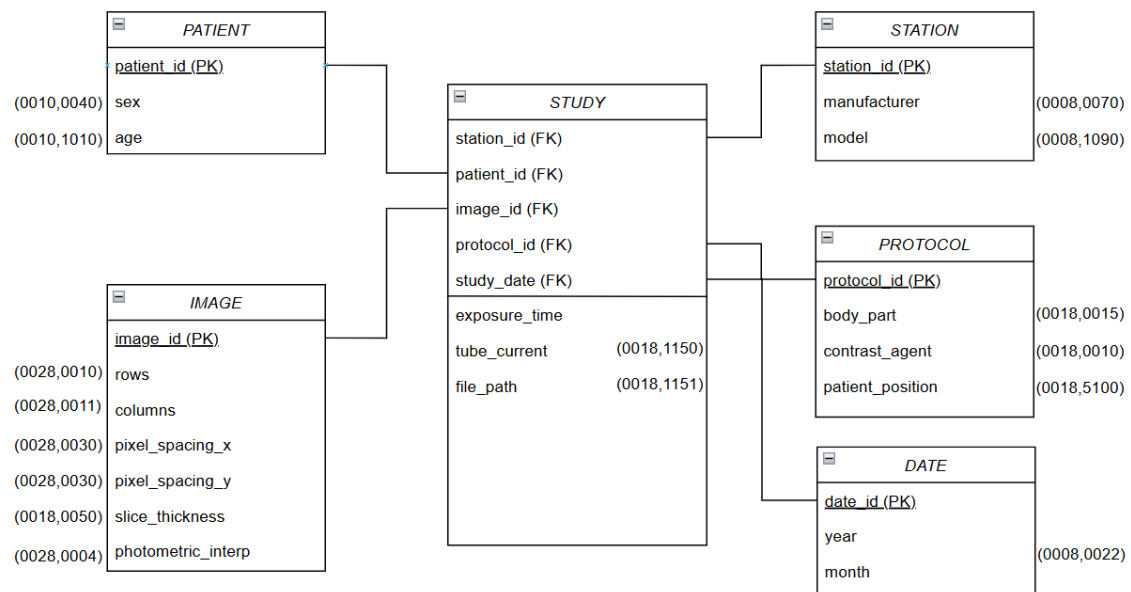 PATIENT
patient_id (PK)
(0010,0040) sex
(0010,1010) age
STATION
station_id (PK)
manufacturer (0008,0070)
model (0008,1090)
STUDY
station_id (FK)
patient_id (FK)
image_id (FK)
protocol_id (FK)
study_date (FK)
exposure_time
tube_current (0018,1150)
file_path (0018,1151)
PROTOCOL
protocol_id (PK)
body_part (0018,0015)
contrast_agent (0018,0010)
patient_position (0018,5100)
IMAGE
image_id (PK)
(0028,0010) rows
(0028,0011) columns
(0028,0030) pixel_spacing_x
(0028,0030) pixel_spacing_y
(0018,0050) slice_thickness
(0028,0004) photometric_interp
DATE
date_id (PK)
year
(0008,0022)
month